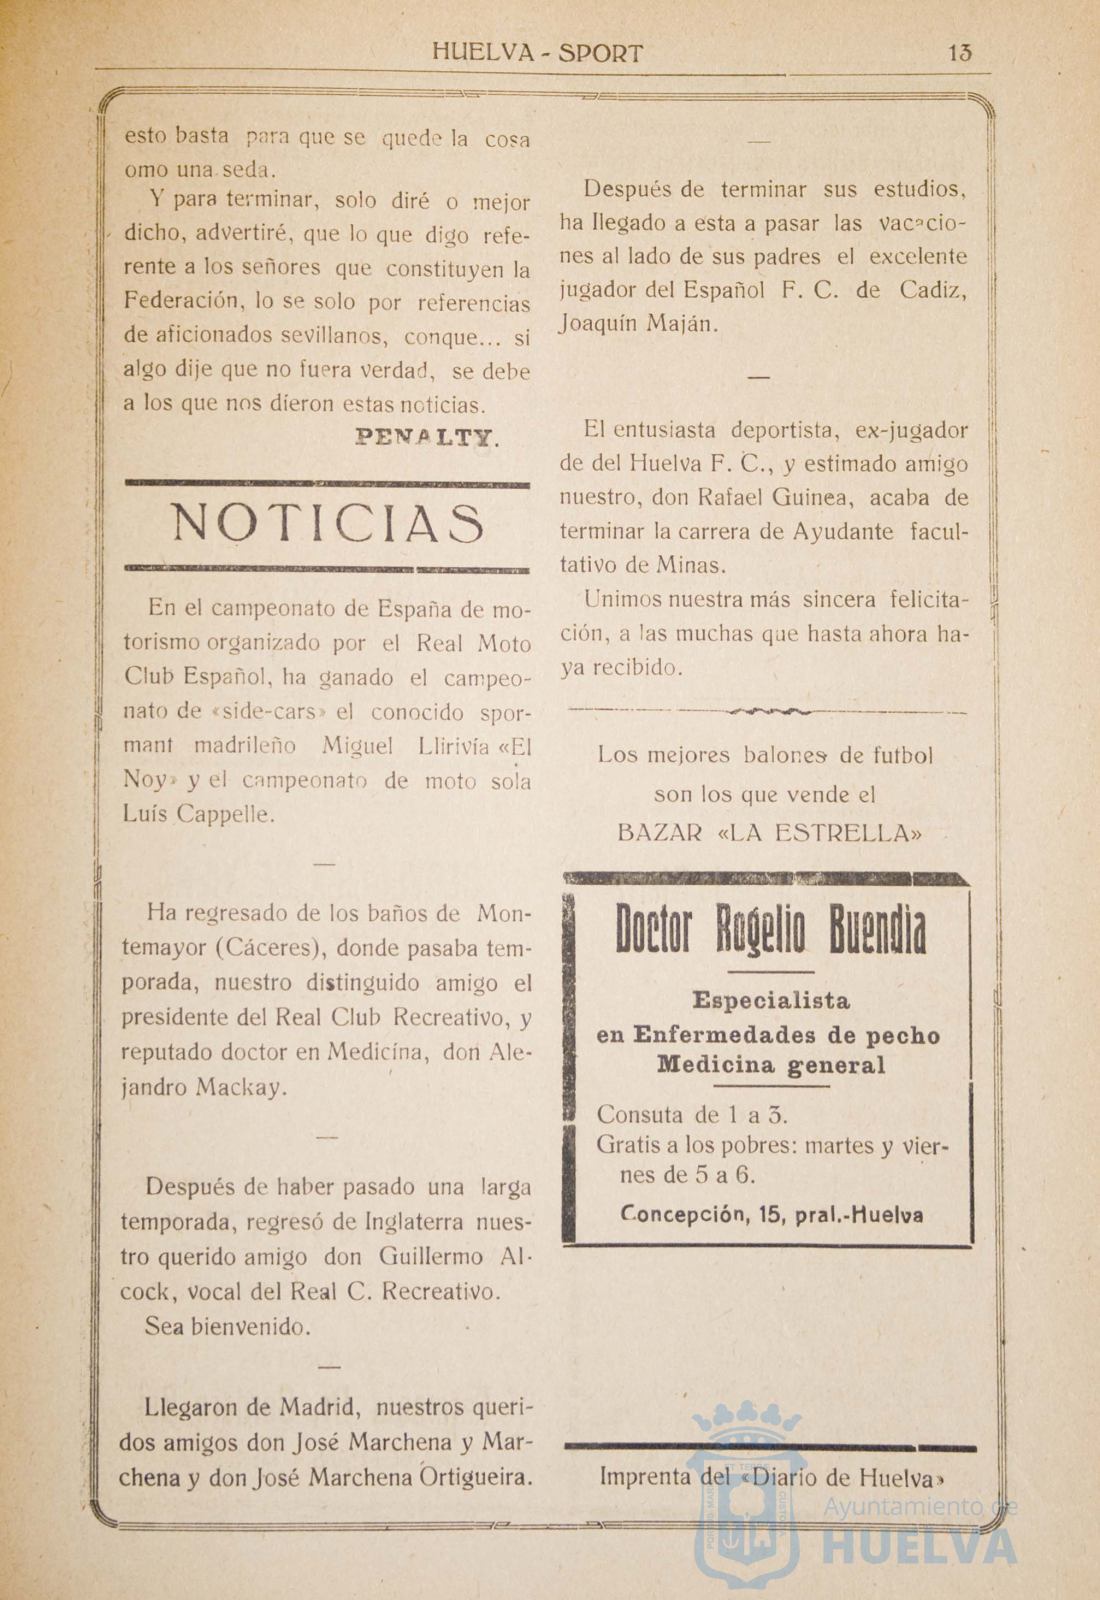 HUELVA - SPORT 13
esto basta para que se quede la cosa
omo una seda.
Y para terminar, solo diré o mejor
dicho, advertiré, que lo que digo refe-
rente a los señores que constituyen la
Federación, lo se solo por referencias
de aficionados sevillanos, conque... si
algo dije que no fuera verdad, se debe
a los que nos dieron estas noticias.
PENALTY.
NOTICIAS
En el campeonato de España de mo-
torismo organizado por el Real Moto
Club Español, ha ganado el campeo-
nato de «side-cars» el conocido spor-
mant madrileño Miguel Llirivía «El
Noy» y el campeonato de moto sola
Luís Cappelle.
—
Ha regresado de los baños de Mon-
temayor (Cáceres), donde pasaba tem-
porada, nuestro distinguido amigo el
presidente del Real Club Recreativo, y
reputado doctor en Medicína, don Ale-
jandro Mackay.
—
Después de haber pasado una larga
temporada, regresó de Inglaterra nues-
tro querido amigo don Guillermo Al-
cock, vocal del Real C. Recreativo.
Sea bienvenido.
—
Llegaron de Madrid, nuestros queri-
dos amigos don José Marchena y Mar-
chena y don José Marchena Ortigueira.
—
Después de terminar sus estudios,
ha llegado a esta a pasar las vacacio-
nes al lado de sus padres el excelente
jugador del Español F. C. de Cadiz,
Joaquín Maján.
—
El entusiasta deportista, ex-jugador
de del Huelva F. C., y estimado amigo
nuestro, don Rafael Guinea, acaba de
terminar la carrera de Ayudante facul-
tativo de Minas.
Unimos nuestra más sincera felicita-
ción, a las muchas que hasta ahora ha-
ya recibido.
Los mejores balones de futbol
son los que vende el
BAZAR «LA ESTRELLA»
Doctor Rogelio Buendia
Especialista
en Enfermedades de pecho
Medicina general
Consuta de 1 a 3.
Gratis a los pobres: martes y vier-
nes de 5 a 6.
Concepción, 15, pral.-Huelva
Imprenta del «Diario de Huelva»
Ayuntamiento de
HUELVA